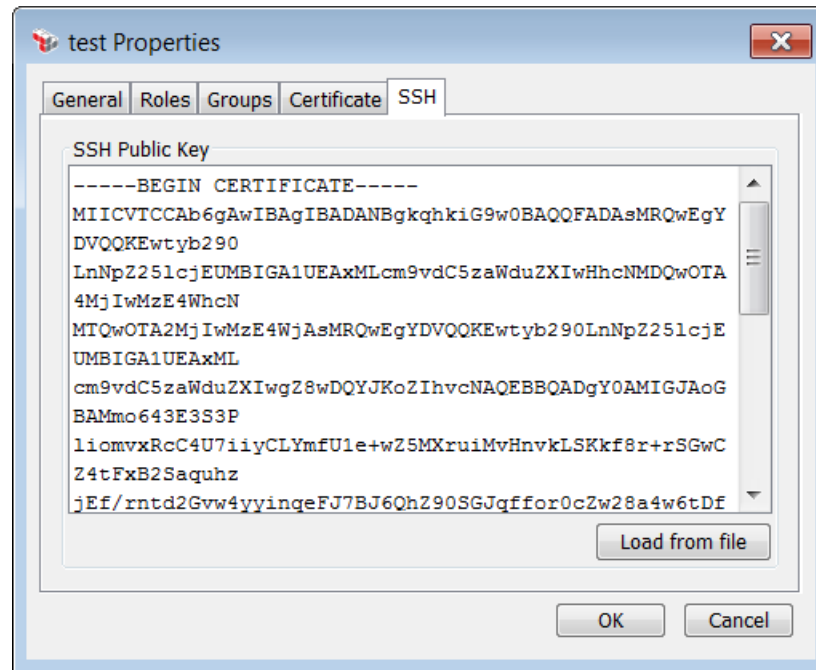 test Properties
General Roles Groups Certificate SSH
SSH Public Key
-----BEGIN CERTIFICATE-----
MIICVTCCAb6gAwIBAgIBADANBgkqhkiG9w0BAQQFADAsMRQwEgY
DVQQKEwtyb290
LnNpZ25lcjEUMBIGA1UEAxMLcm9vdC5zaWduZXIwHhcNMDQwOTA
4MjIwMzE4WhcN
MTQwOTA2MjIwMzE4WjAsMRQwEgYDVQQKEwtyb290LnNpZ25lcjE
UMBIGA1UEAxML
cm9vdC5zaWduZXIwgZ8wDQYJKoZIhvcNAQEBBQADgY0AMIGJAoG
BAMmo643E3S3P
liomvxRcC4U7iiyCLYmfU1e+wZ5MXruiMvHnvkLSKkf8r+rSGwC
Z4tFxB2Saquhz
jEf/rntd2Gvw4yyinqeFJ7BJ6QhZ90SGJqffor0cZw28a4w6tDf
Load from file
OK Cancel